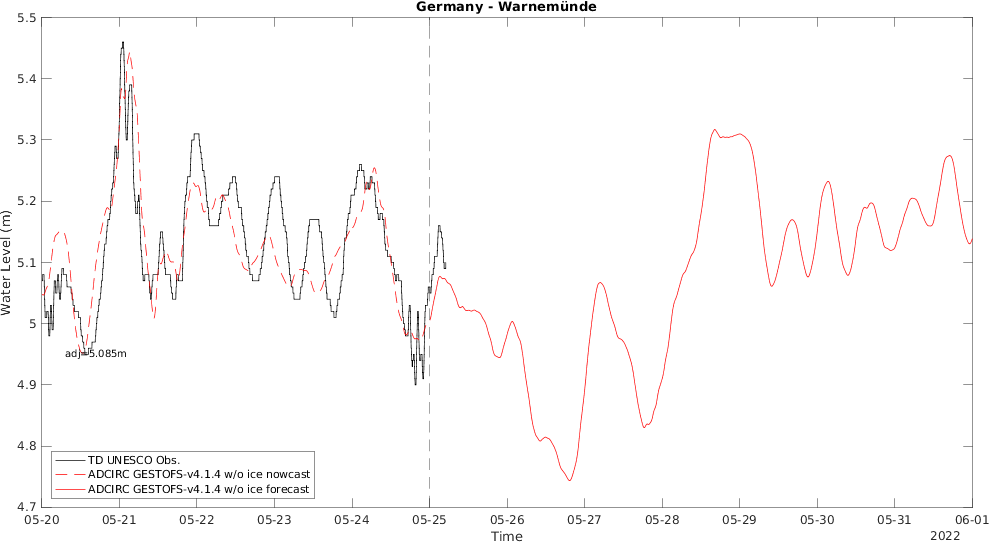 Germany - Warnemünde
5.5
5.4
5.3
5.2
5.1
5
4.9
4.8
4.7
Water Level (m)
adj=5.085m
TD UNESCO Obs.
ADCIRC GESTOFS-v4.1.4 w/o ice nowcast
ADCIRC GESTOFS-v4.1.4 w/o ice forecast
05-20 05-21 05-22 05-23 05-24 05-25 05-26 05-27 05-28 05-29 05-30 05-31 06-01
Time
2022